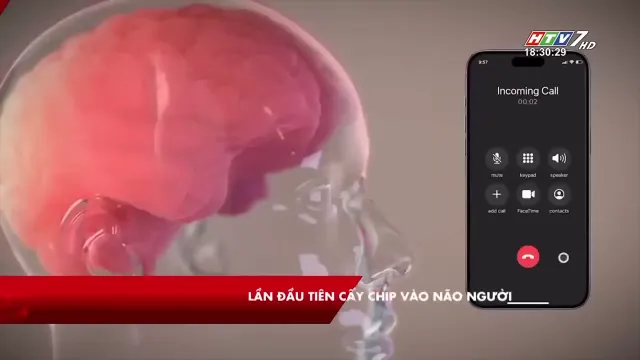 HTV7 HD
18:30:29
9:57
Incoming Call
00:02
mute keypad speaker
add call FaceTime contacts
LẦN ĐẦU TIÊN CẤY CHIP VÀO NÃO NGƯỜI